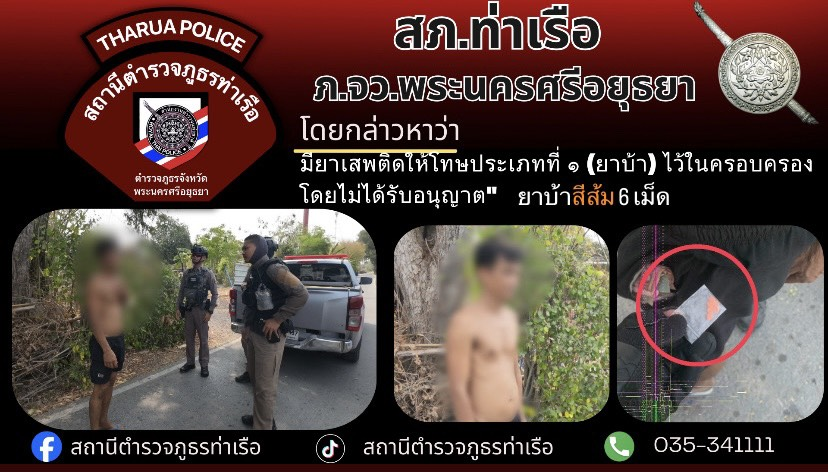 THARUA POLICE
สถานีตำรวจภูธรท่าเรือ
ตำรวจภูธรจังหวัด
พระนครศรีอยุธยา
สภ.ท่าเรือ
ภ.จว.พระนครศรีอยุธยา
โดยกล่าวหาว่า
มียาเสพติดให้โทษประเภทที่ ๑ (ยาบ้า) ไว้ในครอบครอง
โดยไม่ได้รับอนุญาต" ยาบ้าสีส้ม 6 เม็ด
สถานีตำรวจภูธรท่าเรือ
สถานีตำรวจภูธรท่าเรือ
035-341111